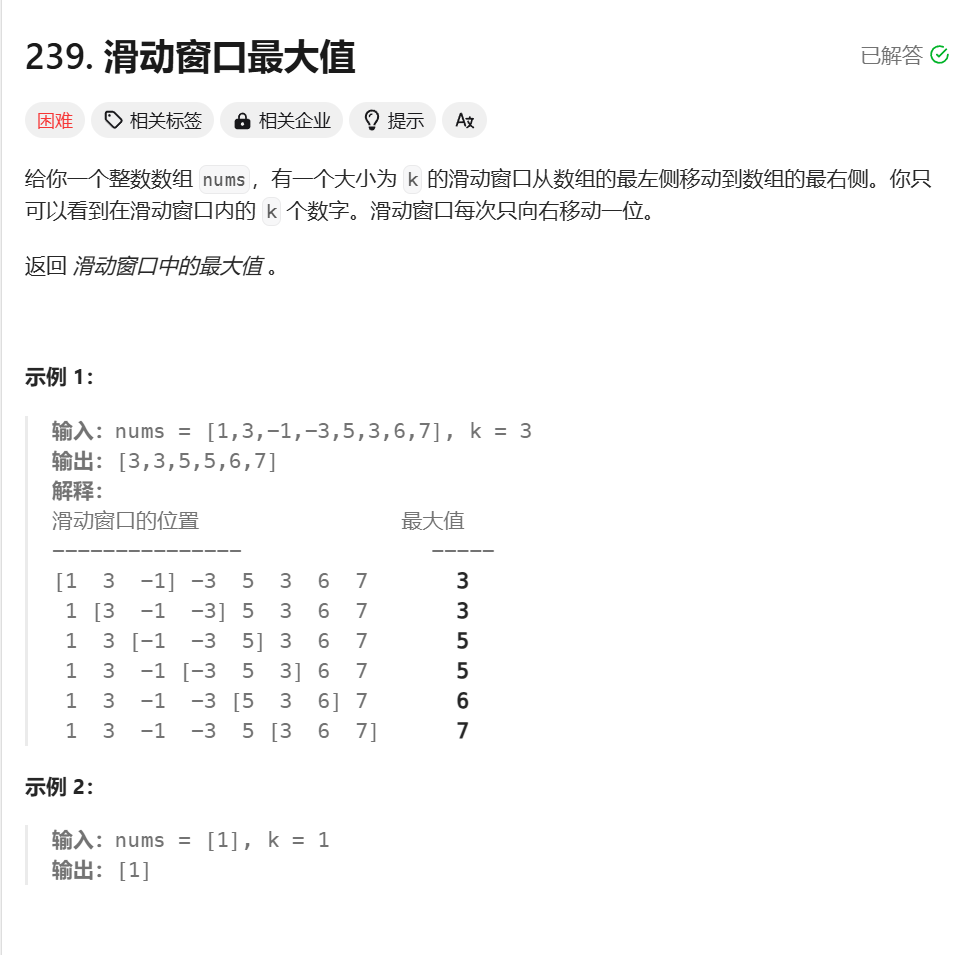 239. 滑动窗口最大值
已解答
困难 相关标签 相关企业 提示 Ax
给你一个整数数组 nums，有一个大小为 k 的滑动窗口从数组的最左侧移动到数组的最右侧。你只
可以看到在滑动窗口内的 k 个数字。滑动窗口每次只向右移动一位。
返回 滑动窗口中的最大值 。
示例 1：
输入：nums = [1,3,-1,-3,5,3,6,7], k = 3
输出：[3,3,5,5,6,7]
解释：
滑动窗口的位置 最大值
--------------- -----
[1 3 -1] -3 5 3 6 7 3
1 [3 -1 -3] 5 3 6 7 3
1 3 [-1 -3 5] 3 6 7 5
1 3 -1 [-3 5 3] 6 7 5
1 3 -1 -3 [5 3 6] 7 6
1 3 -1 -3 5 [3 6 7] 7
示例 2：
输入：nums = [1], k = 1
输出：[1]